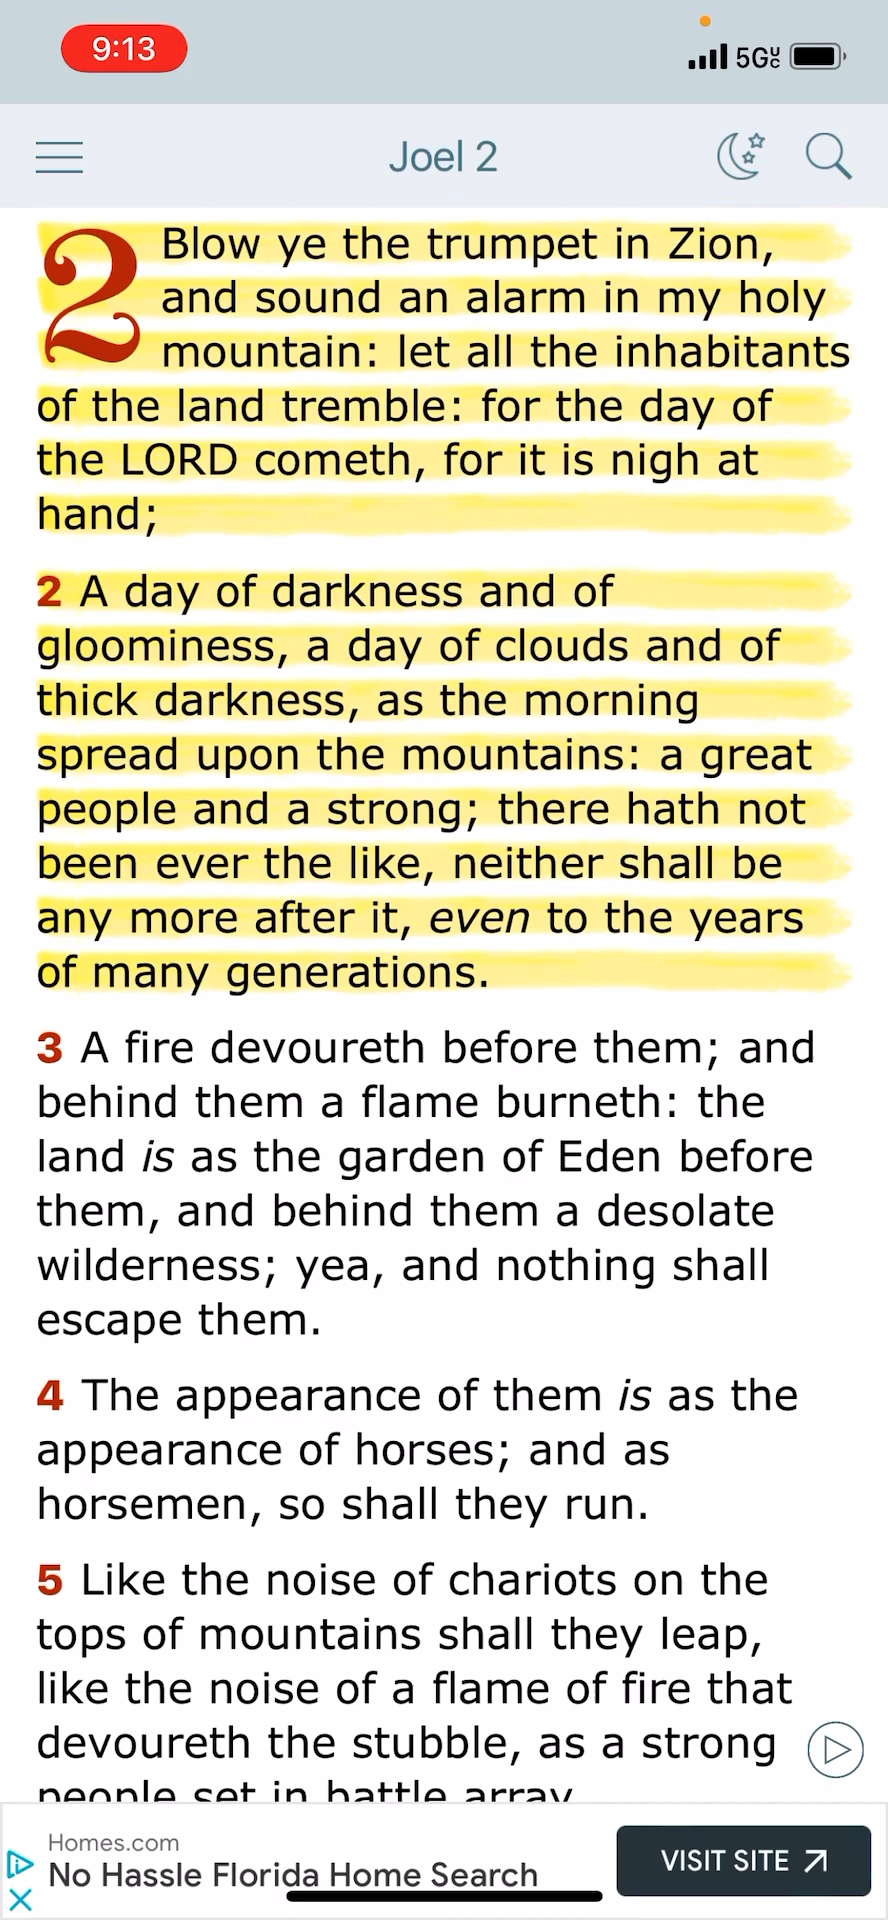 9:13
5GUC
Joel 2
2 Blow ye the trumpet in Zion,
and sound an alarm in my holy
mountain: let all the inhabitants
of the land tremble: for the day of
the LORD cometh, for it is nigh at
hand;
2 A day of darkness and of
gloominess, a day of clouds and of
thick darkness, as the morning
spread upon the mountains: a great
people and a strong; there hath not
been ever the like, neither shall be
any more after it, even to the years
of many generations.
3 A fire devoureth before them; and
behind them a flame burneth: the
land is as the garden of Eden before
them, and behind them a desolate
wilderness; yea, and nothing shall
escape them.
4 The appearance of them is as the
appearance of horses; and as
horsemen, so shall they run.
5 Like the noise of chariots on the
tops of mountains shall they leap,
like the noise of a flame of fire that
devoureth the stubble, as a strong
people set in battle array
Homes.com
No Hassle Florida Home Search
VISIT SITE